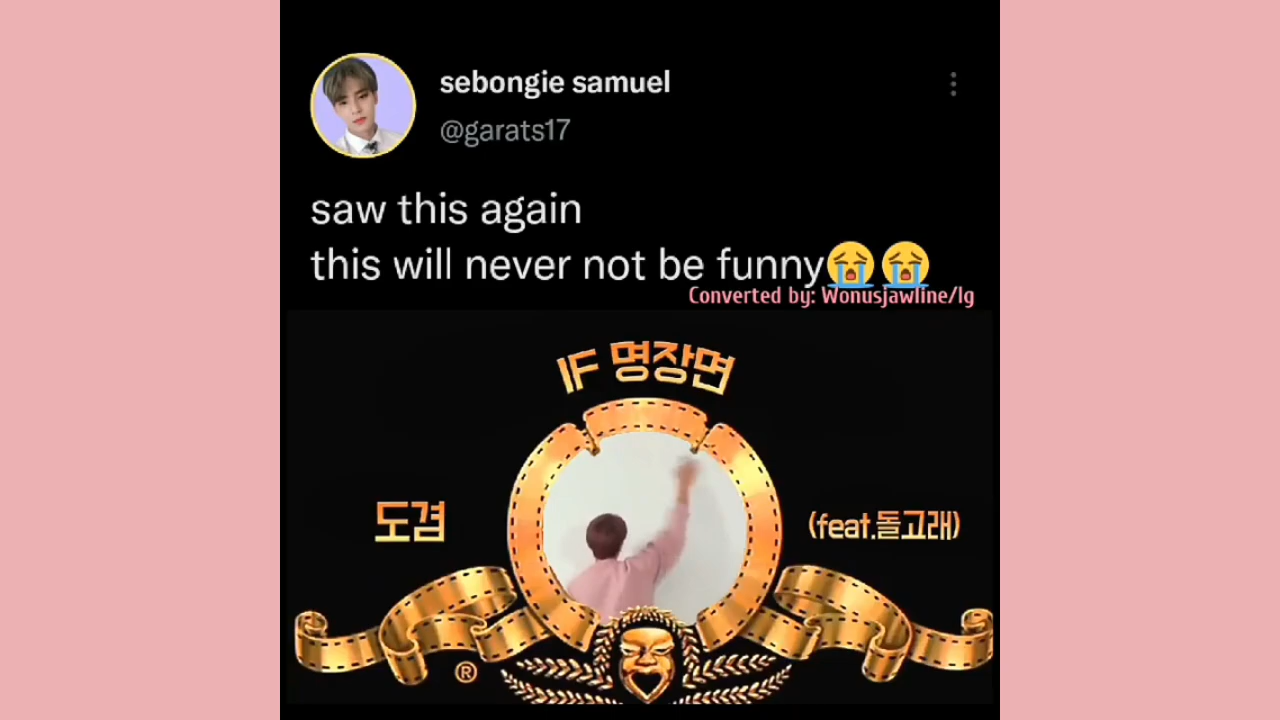 sebongie samuel
@garats17
saw this again
this will never not be funny😭😭
Converted by: Wonusjawline/Ig
IF 명장면
도겸
(feat.돌고래)
®